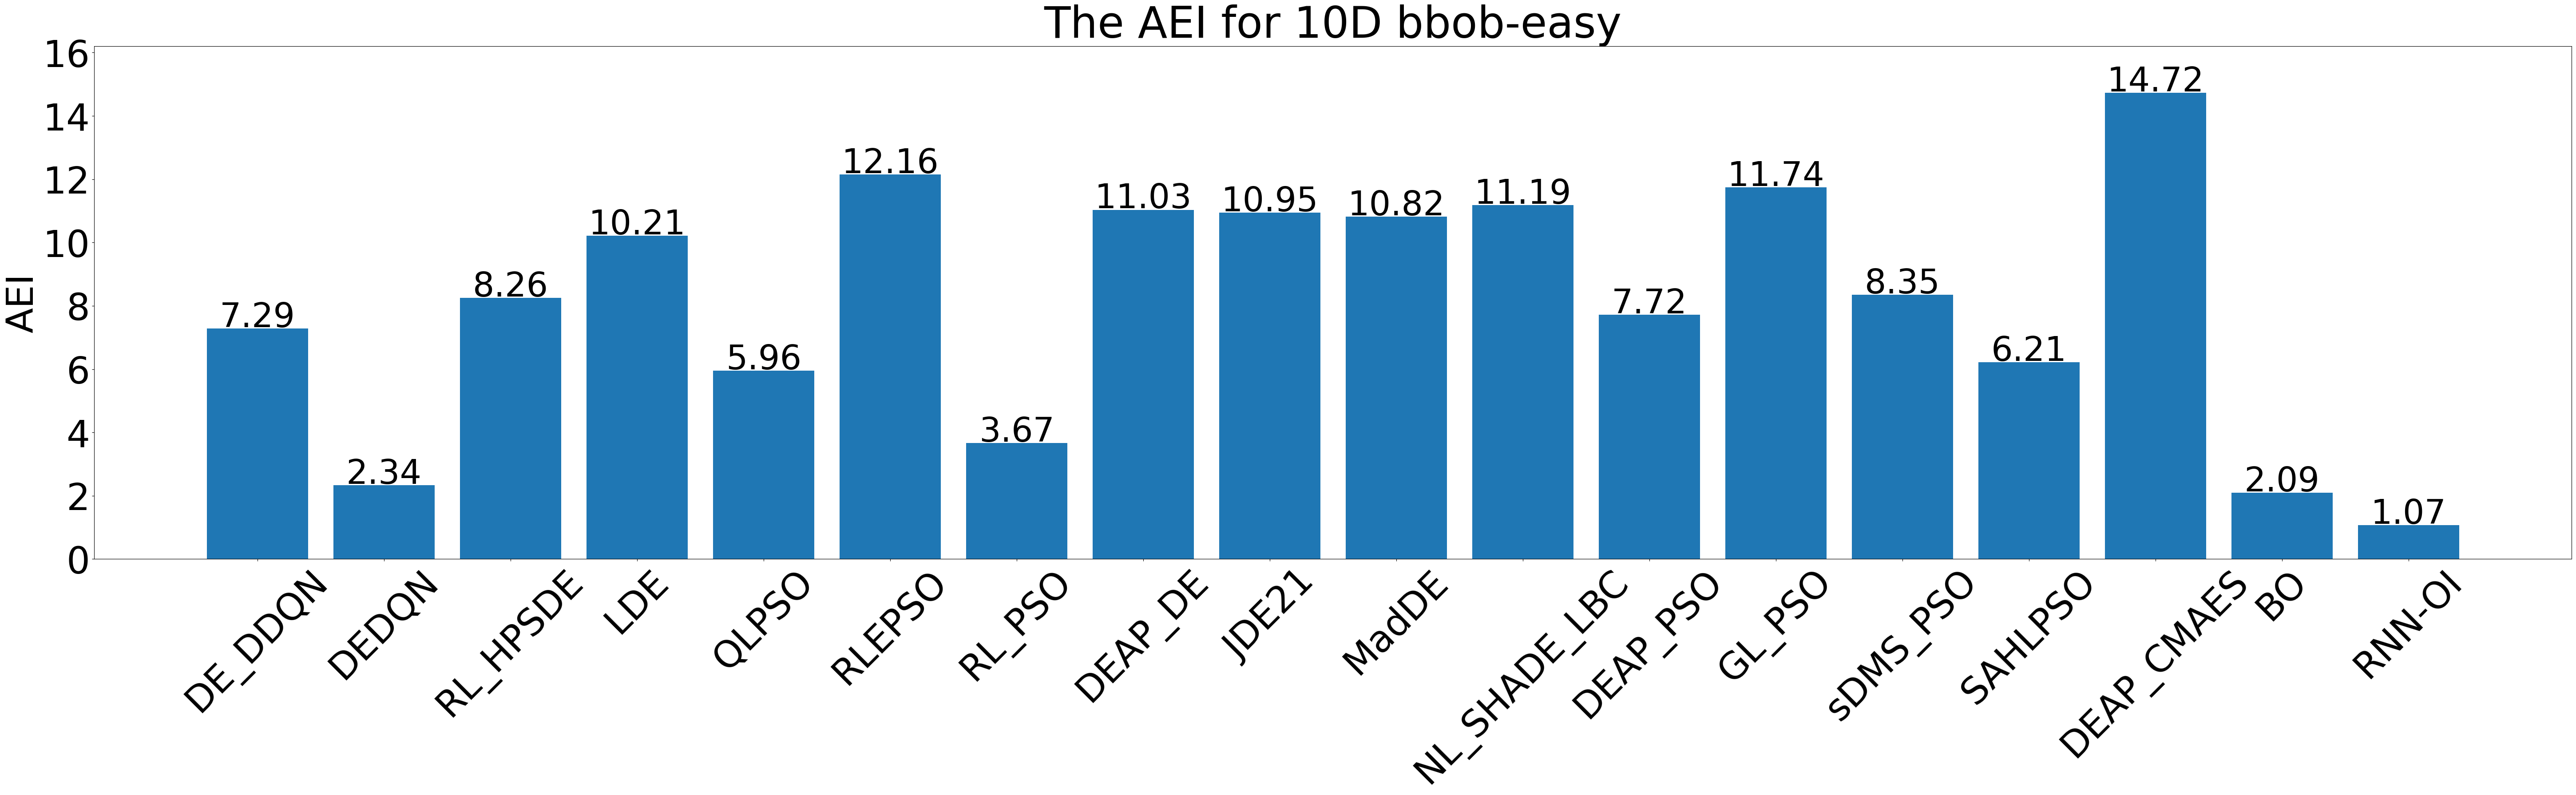 The AEI for 10D bbob-easy
AEI
16
14
12
10
8
6
4
2
0
7.29
2.34
8.26
10.21
5.96
12.16
3.67
11.03
10.95
10.82
11.19
7.72
11.74
8.35
6.21
14.72
2.09
1.07
DE_DDQN
DEDQN
RL_HPSDE
LDE
QLPSO
RLEPSO
RL_PSO
DEAP_DE
JDE21
MadDE
NL_SHADE_LBC
DEAP_PSO
GL_PSO
sDMS_PSO
SAHLPSO
DEAP_CMAES
BO
RNN-OI